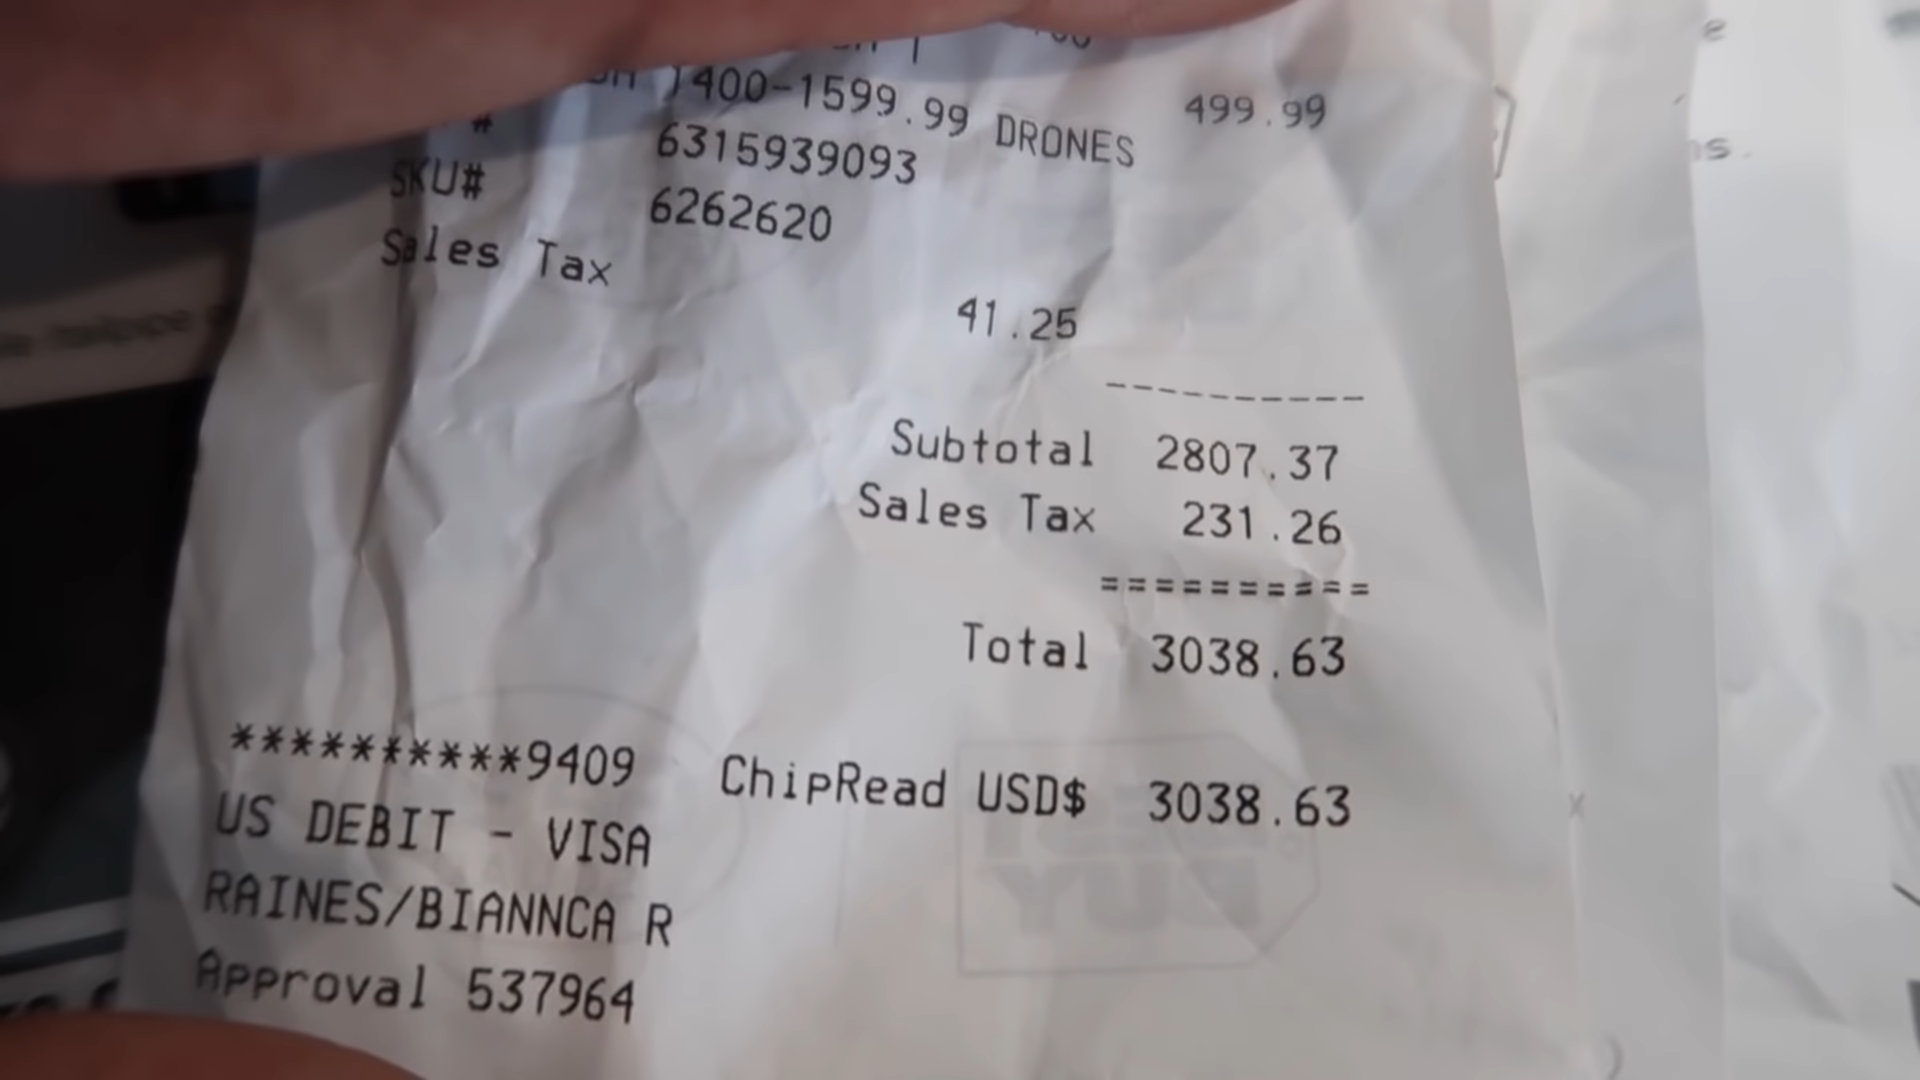 1400-1599.99 DRONES 499.99
# 6315939093
SKU# 6262620
Sales Tax 41.25
----------
Subtotal 2807.37
Sales Tax 231.26
==========
Total 3038.63
**********9409 ChipRead USD$ 3038.63
US DEBIT - VISA
RAINES/BIANNCA R
Approval 537964
BUY